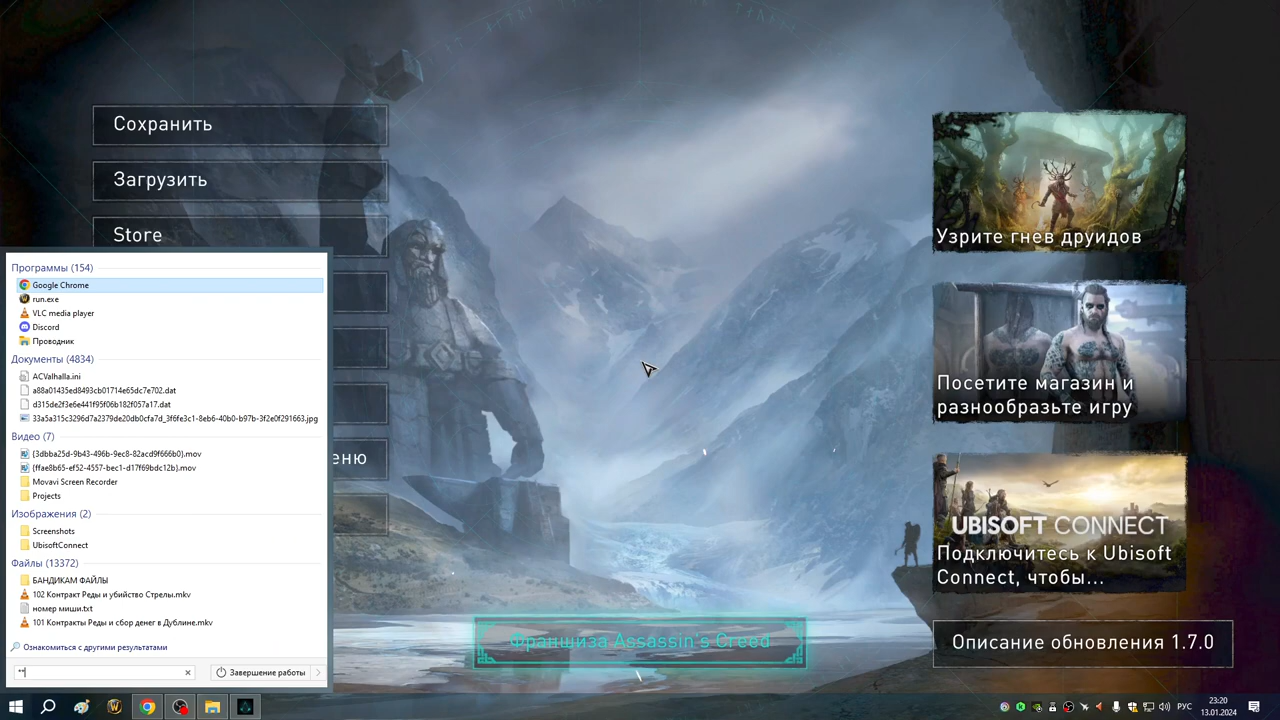 Сохранить
Загрузить
Store
еню
Программы (154)
Google Chrome
run.exe
VLC media player
Discord
Проводник
Документы (4834)
ACValhalla.ini
a88a01435ed8493cb01714e65dc7e702.dat
d315de2f3e6e441f95f06b182f057a17.dat
33a5a315c3296d7a2379de20db0cfa7d_3f6fe3c1-8eb6-40b0-b97b-3f2e0f291663.jpg
Видео (7)
{3dbba25d-9b43-496b-9ec8-82acd9f666b0}.mov
{ffae8b65-ef52-4557-bec1-d17f69bdc12b}.mov
Movavi Screen Recorder
Projects
Изображения (2)
Screenshots
UbisoftConnect
Файлы (13372)
БАНДИКАМ ФАЙЛЫ
102 Контракт Реды и убийство Стрелы.mkv
номер миши.txt
101 Контракты Реды и сбор денег в Дублине.mkv
Ознакомиться с другими результатами
**
Завершение работы
Франшиза Assassin's Creed
Узрите гнев друидов
Посетите магазин и
разнообразьте игру
UBISOFT CONNECT
Подключитесь к Ubisoft
Connect, чтобы...
Описание обновления 1.7.0
РУС
23:20
13.01.2024